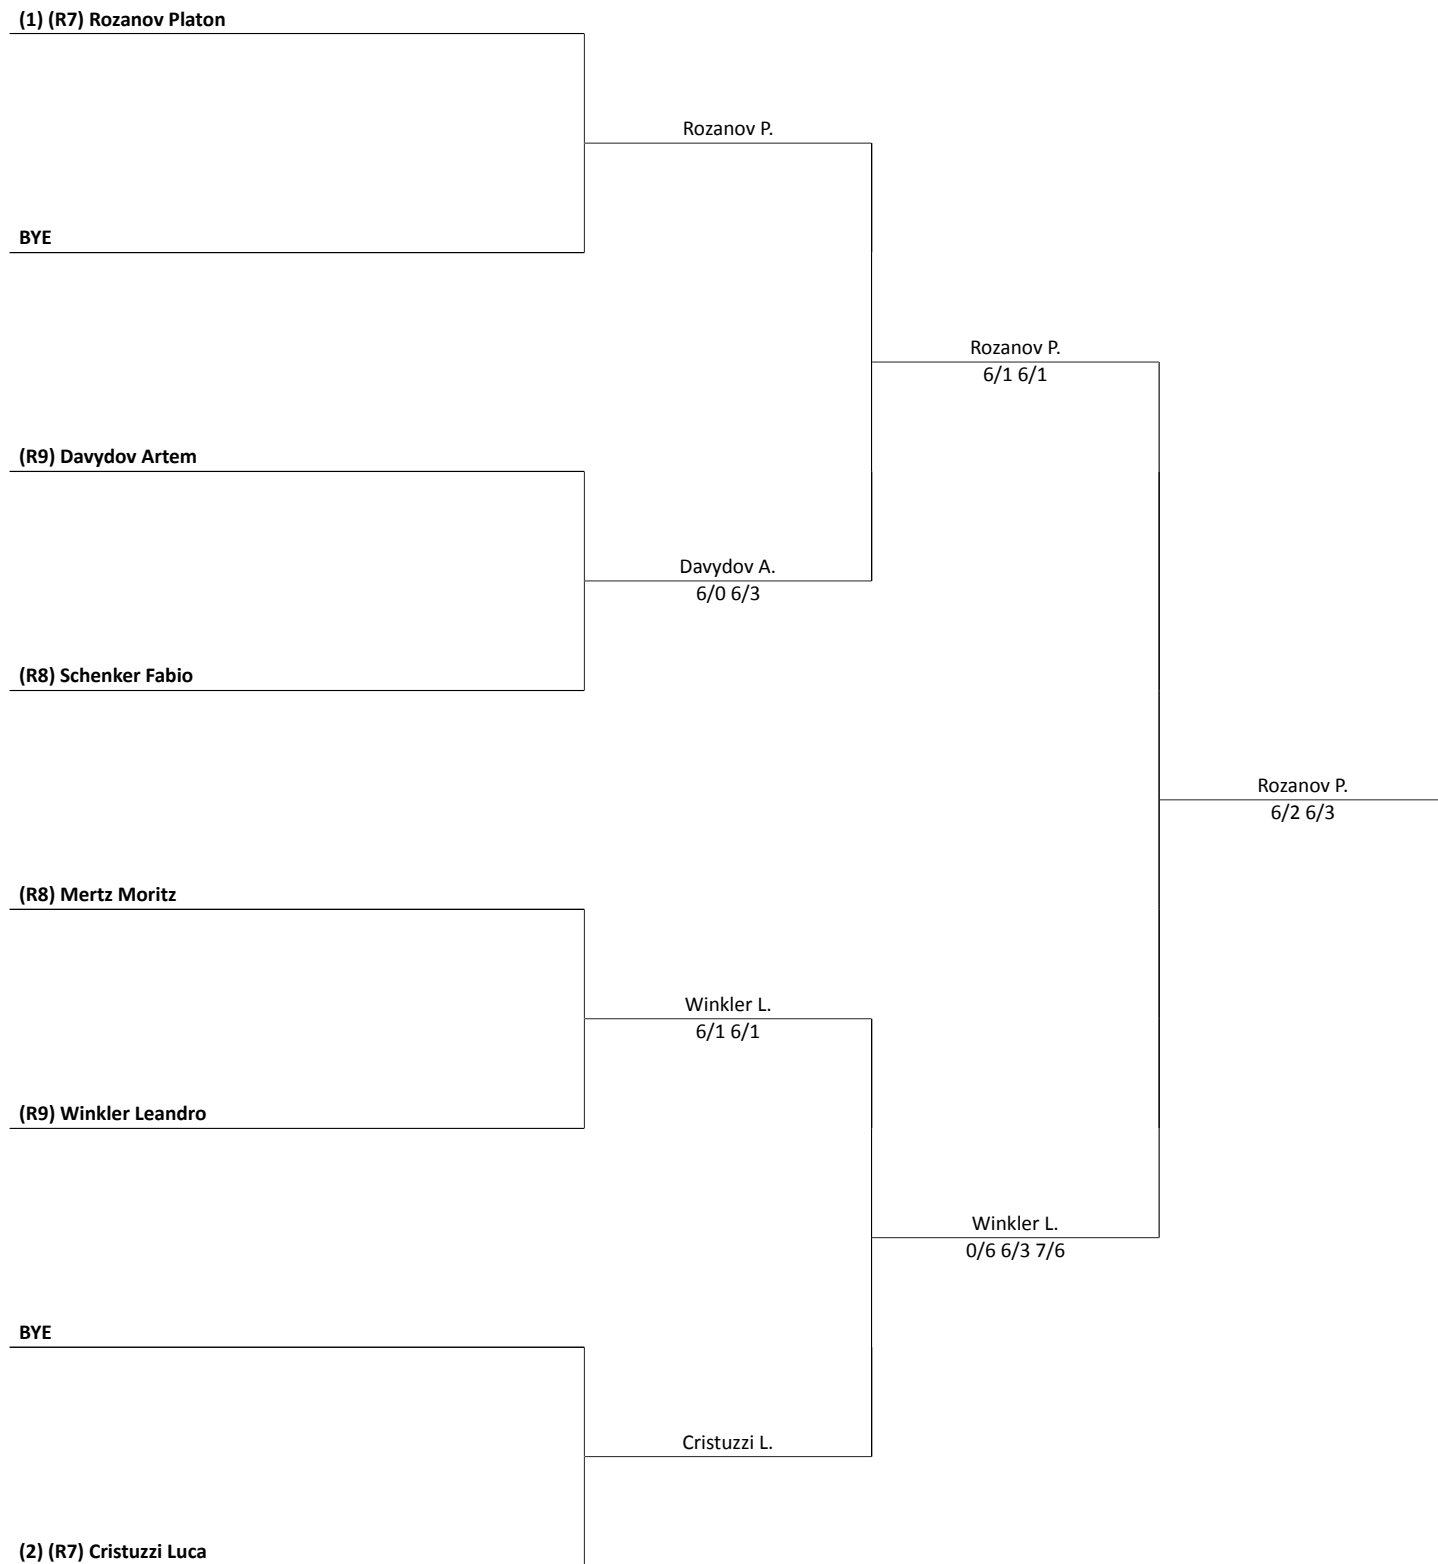 (1) (R7) Rozanov Platon
Rozanov P.
BYE
Rozanov P.
6/1 6/1
(R9) Davydov Artem
Davydov A.
6/0 6/3
(R8) Schenker Fabio
Rozanov P.
6/2 6/3
(R8) Mertz Moritz
Winkler L.
6/1 6/1
(R9) Winkler Leandro
Winkler L.
0/6 6/3 7/6
BYE
Cristuzzi L.
(2) (R7) Cristuzzi Luca